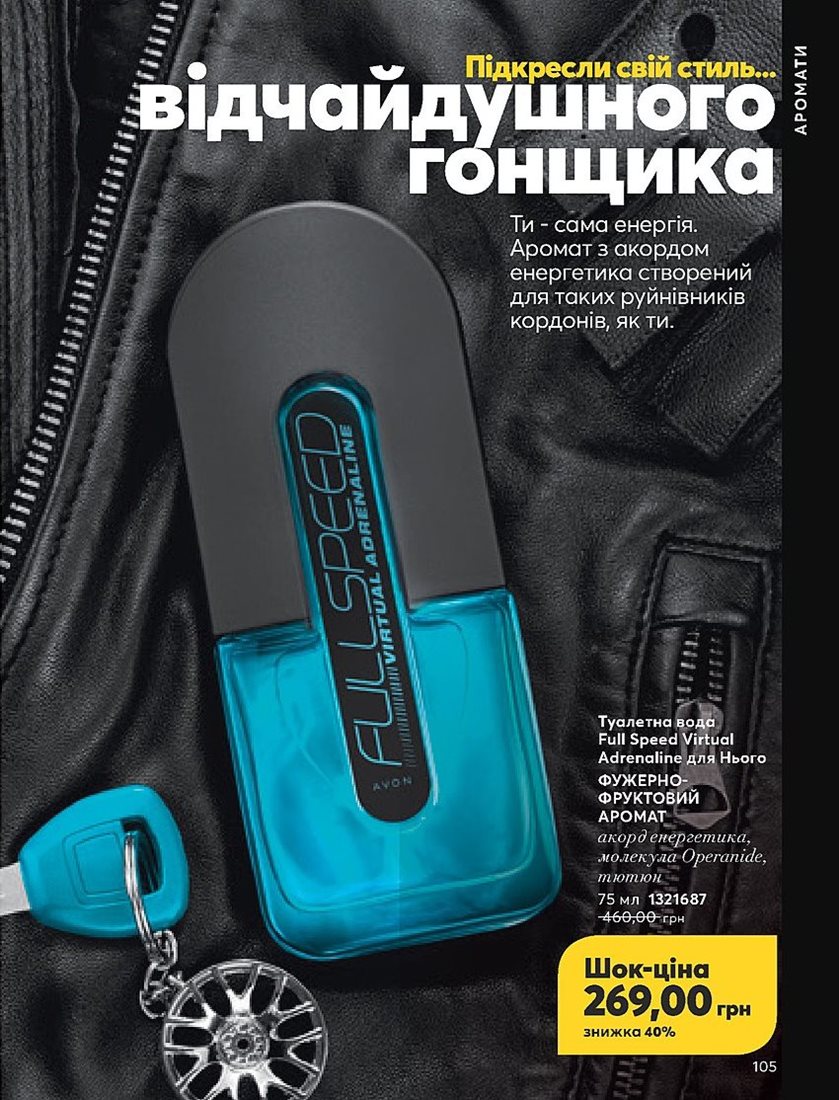 АРОМАТИ
Підкресли свій стиль...
відчайдушного
гонщика
Ти - сама енергія.
Аромат з акордом
енергетика створений
для таких руйнівників
кордонів, як ти.
FULL SPEED
VIRTUAL ADRENALINE
AVON
Туалетна вода
Full Speed Virtual
Adrenaline для Нього
ФУЖЕРНО-
ФРУКТОВИЙ
АРОМАТ
акорд енергетика,
молекула Operanide,
тютюн
75 мл 1321687
460,00 грн
Шок-ціна
269,00 грн
знижка 40%
105